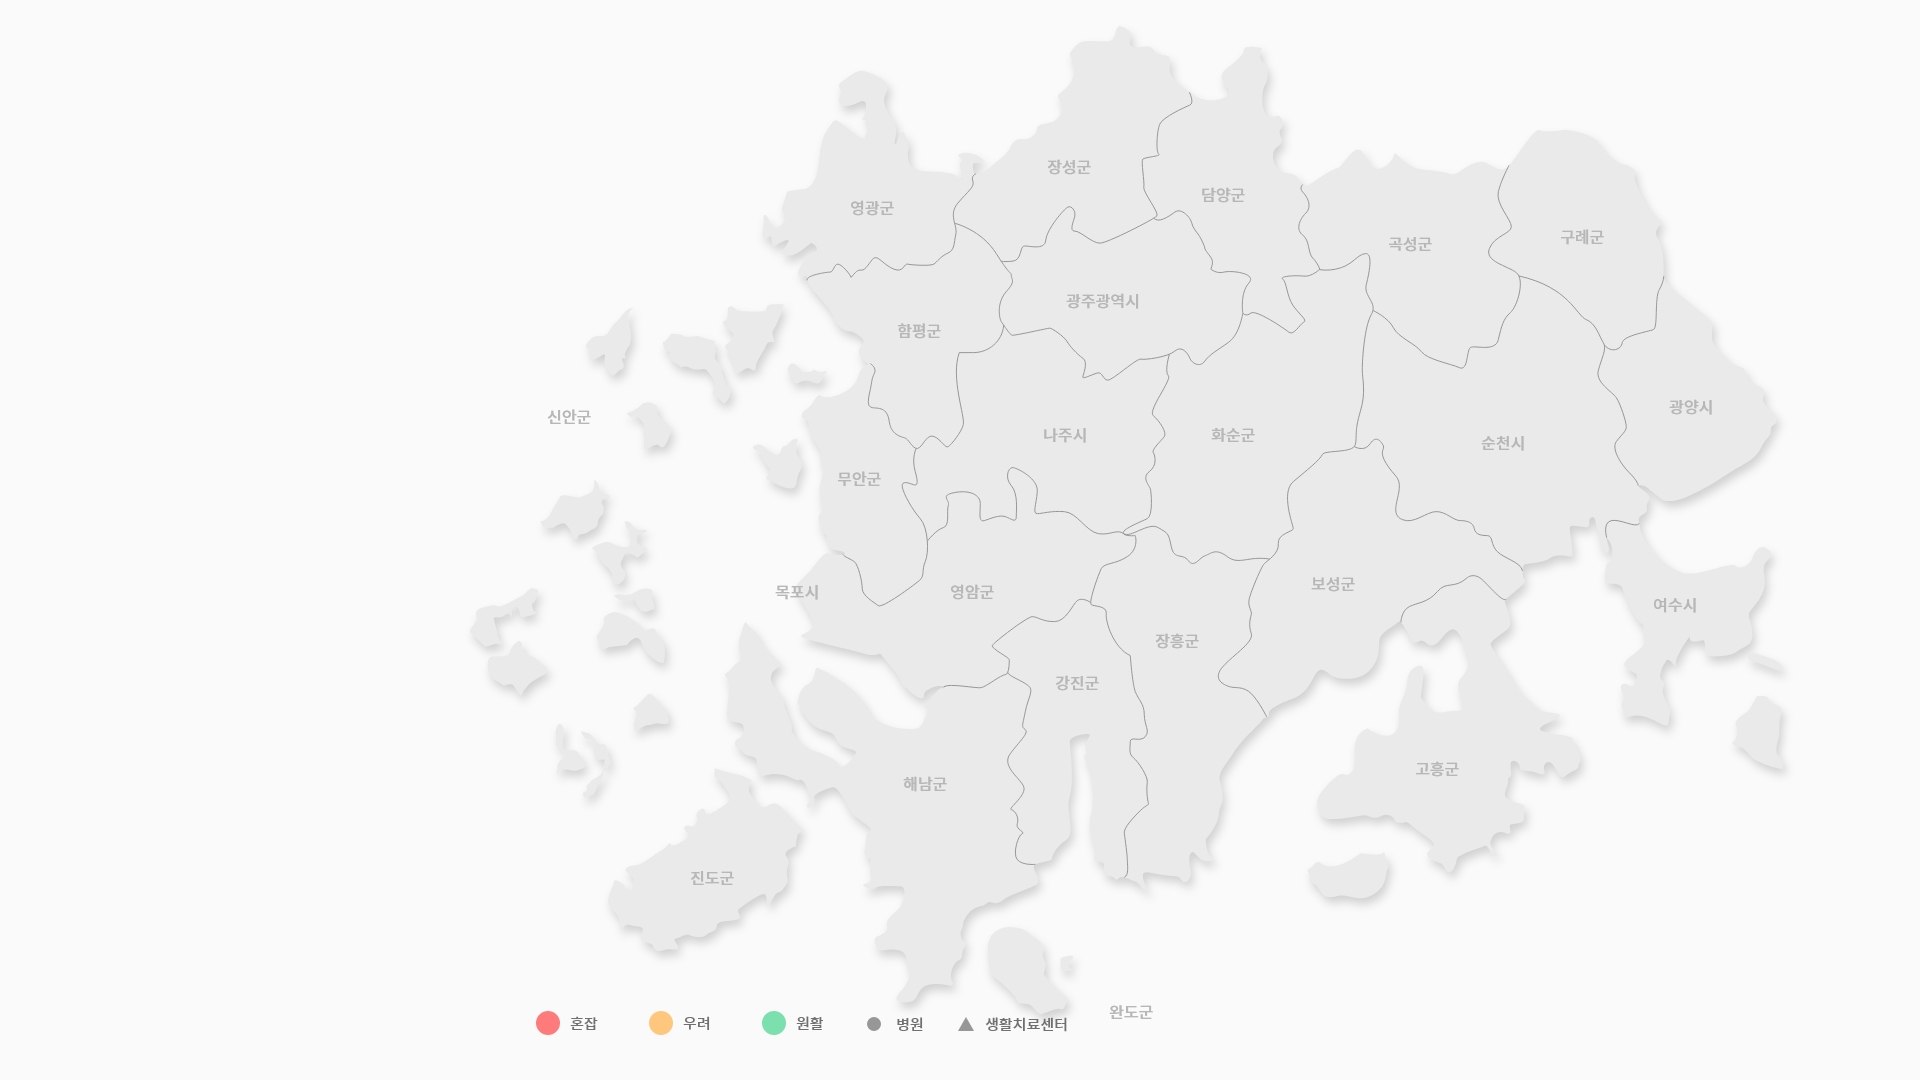 장성군
담양군
영광군
구례군
곡성군
광주광역시
함평군
광양시
신안군
나주시
화순군
순천시
무안군
보성군
목포시
영암군
여수시
장흥군
강진군
고흥군
해남군
진도군
완도군
혼잡
우려
원활
병원
생활치료센터